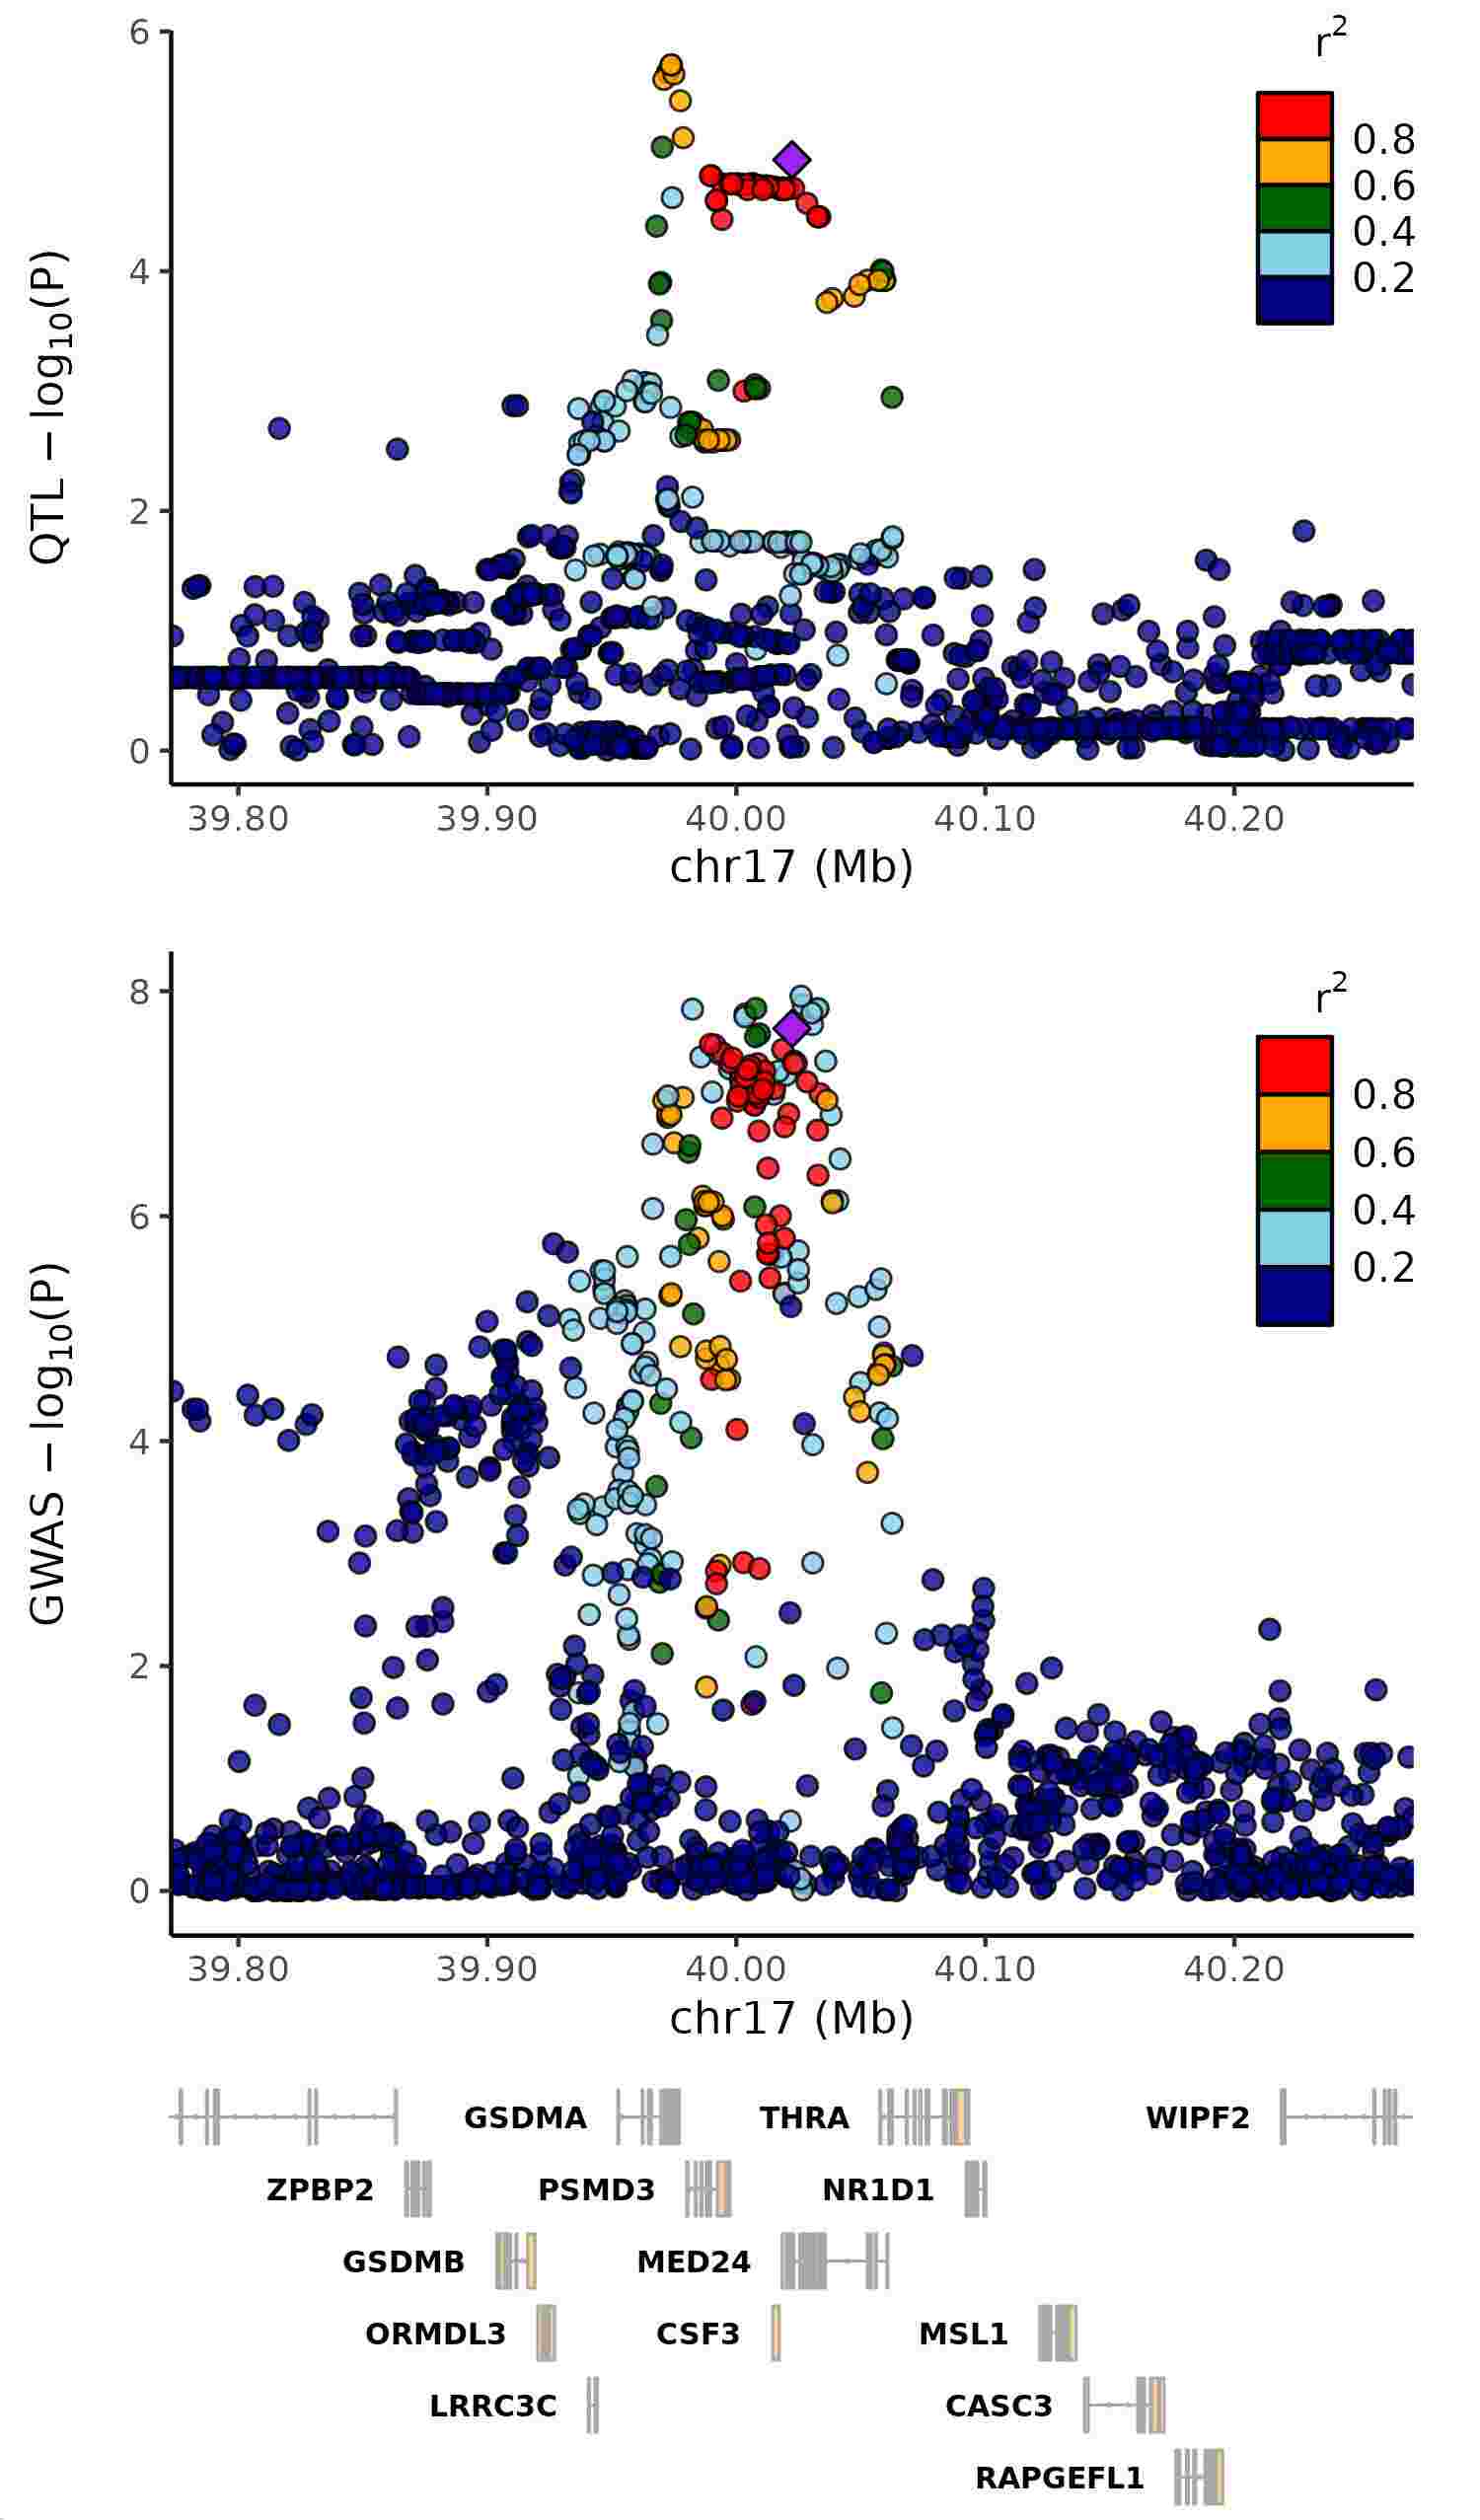 r2
6
4
2
0
QTL −log10(P)
0.8
0.6
0.4
0.2
39.80 39.90 40.00 40.10 40.20
chr17 (Mb)
r2
8
6
4
2
0
GWAS −log10(P)
0.8
0.6
0.4
0.2
39.80 39.90 40.00 40.10 40.20
chr17 (Mb)
GSDMA THRA WIPF2
ZPBP2 PSMD3 NR1D1
GSDMB MED24
ORMDL3 CSF3 MSL1
LRRC3C CASC3
RAPGEFL1